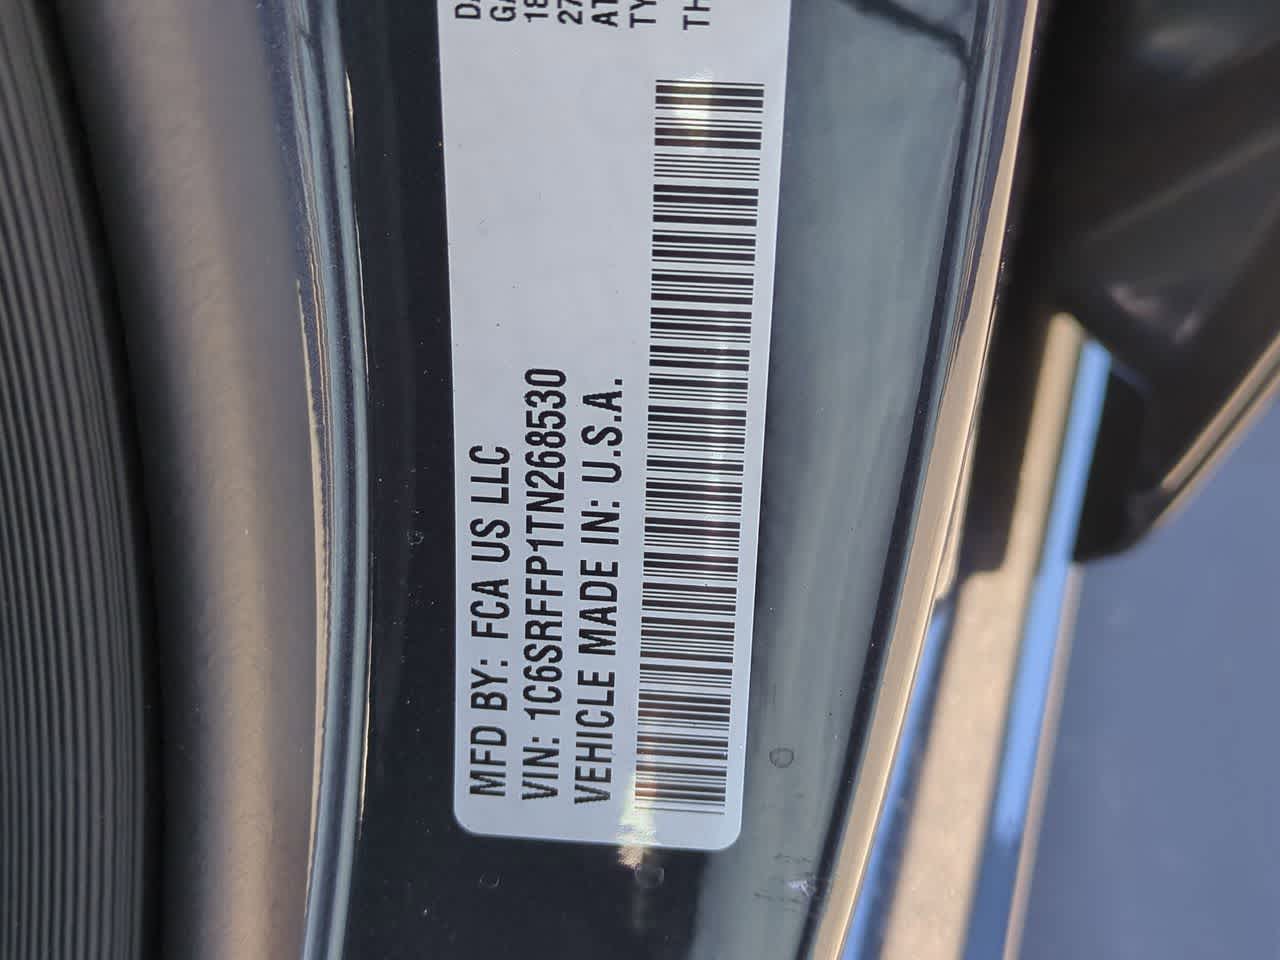 MFD BY: FCA US LLC
VIN: 1C6SRFFP1TN268530
VEHICLE MADE IN: U.S.A.